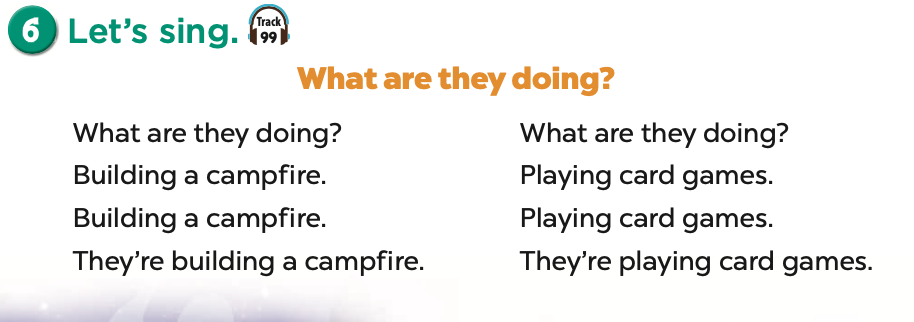 6 Let's sing. Track 99
What are they doing?
What are they doing?
Building a campfire.
Building a campfire.
They're building a campfire.
What are they doing?
Playing card games.
Playing card games.
They're playing card games.